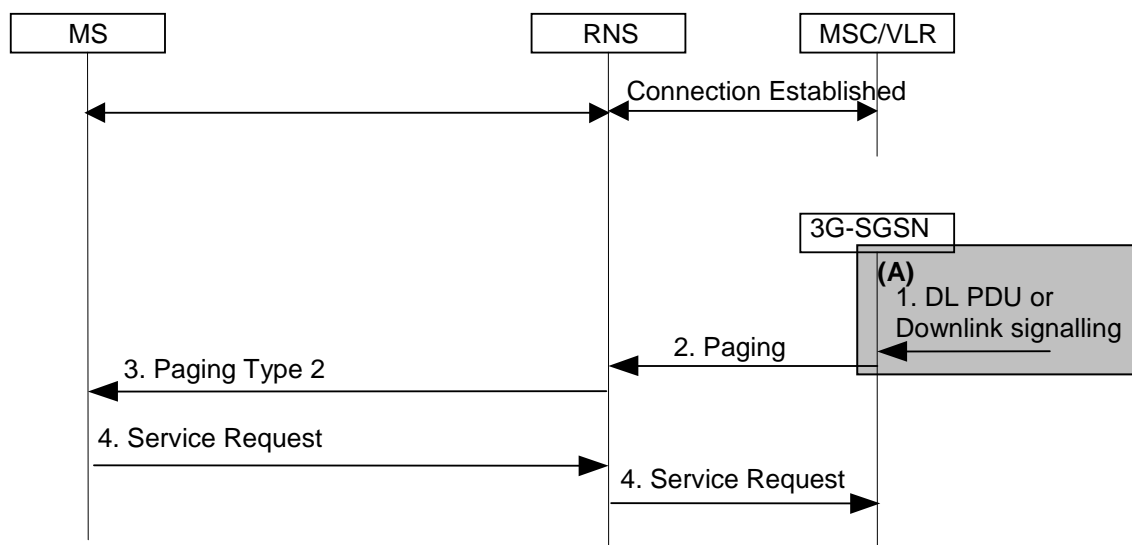 MS
RNS
MSC/VLR
Connection Established
3G-SGSN
(A)
1. DL PDU or
Downlink signalling
2. Paging
3. Paging Type 2
4. Service Request
4. Service Request